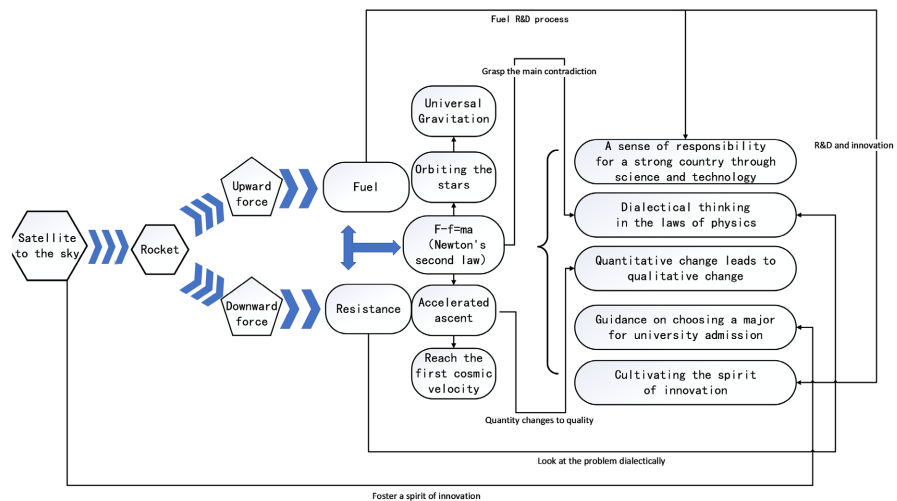 Fuel R&D process
Grasp the main contradiction
Universal
Gravitation
A sense of responsibility
for a strong country through
science and technology
R&D and innovation
Upward
force
Fuel
Orbiting the
stars
Dialectical thinking
in the laws of physics
Satellite
to the sky
Rocket
F-f=ma
(Newton's
second law)
Quantitative change leads to
qualitative change
Downward
force
Resistance
Accelerated
ascent
Guidance on choosing a major
for university admission
Reach the
first cosmic
velocity
Cultivating the spirit
of innovation
Quantity changes to quality
Look at the problem dialectically
Foster a spirit of innovation